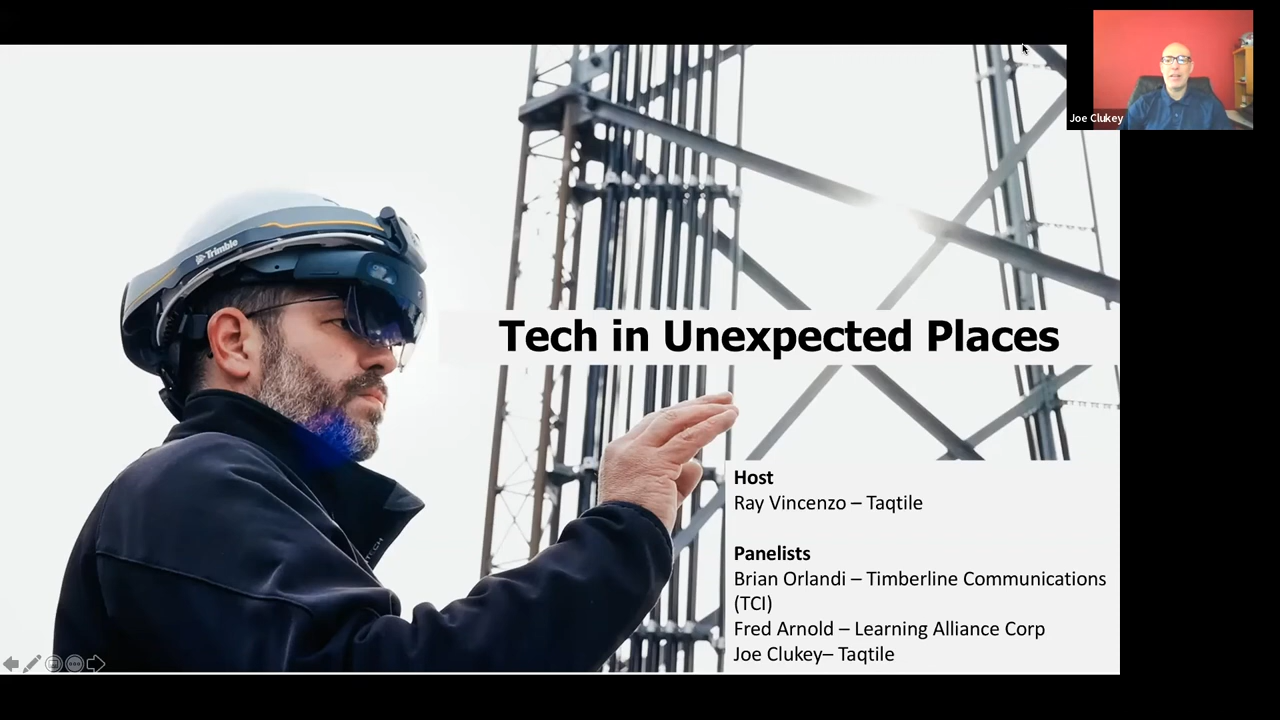 Joe Clukey
Trimble
Tech in Unexpected Places
Host
Ray Vincenzo – Taqtile
Panelists
Brian Orlandi – Timberline Communications
(TCI)
Fred Arnold – Learning Alliance Corp
Joe Clukey– Taqtile